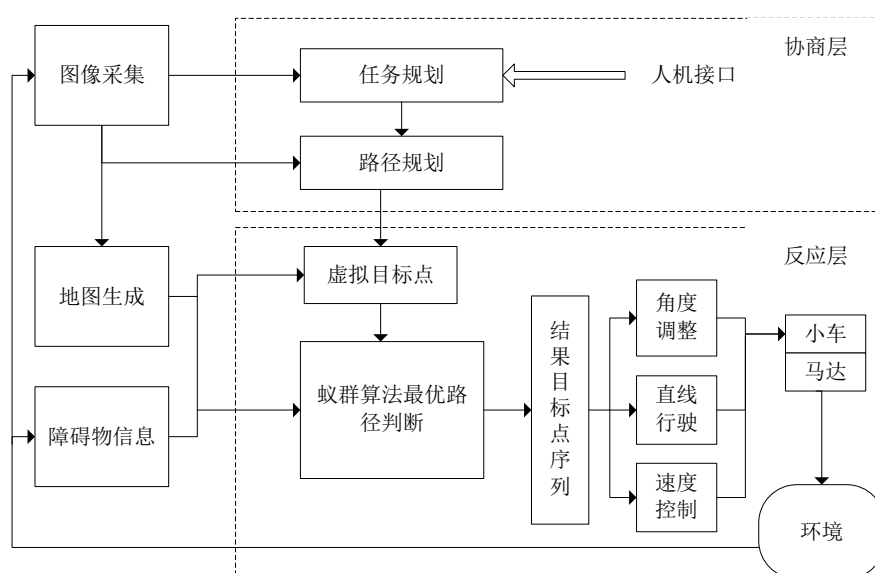 协商层
图像采集
任务规划
人机接口
路径规划
反应层
地图生成
虚拟目标点
角度
调整
小车
马达
结
果
目
标
点
序
列
蚁群算法最优路
径判断
直线
行驶
障碍物信息
速度
控制
环境